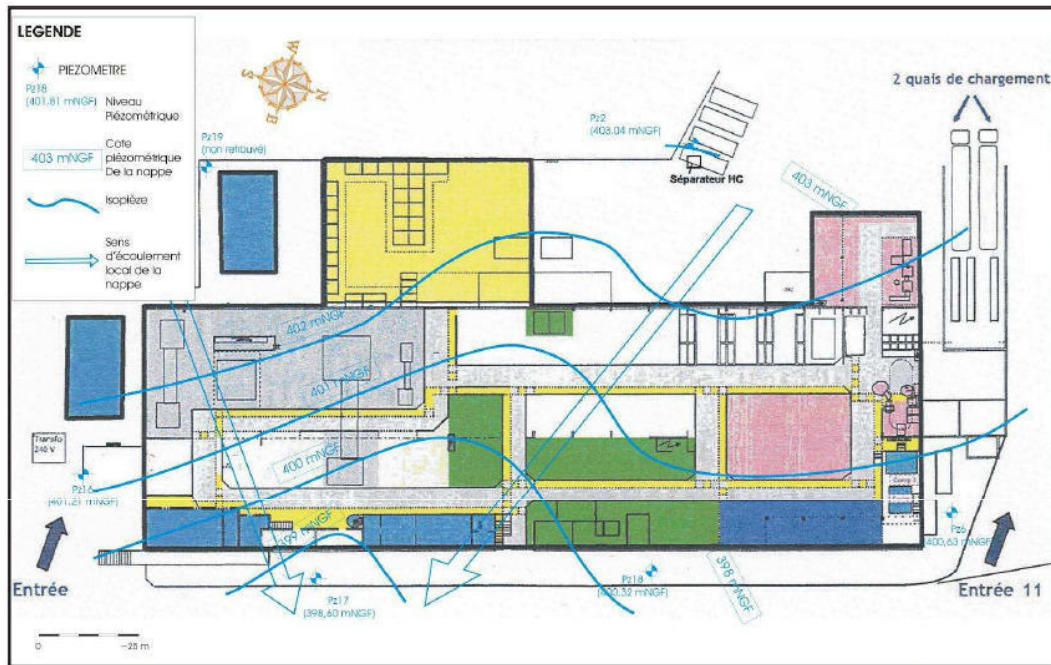 LEGENDE
PIEZOMETRE
Pz18
(401,81 mNGF)
Niveau
Piézométrique
403 mNGF
Cote
piézométrique
De la nappe
Isopièze
Sens
d'écoulement
local de la
nappe
W
S
N
E
Pz19
(non retrouvé)
Pz2
(403,04 mNGF)
Séparateur HC
2 quais de chargement
403 mNGF
402 mNGF
401 mNGF
400 mNGF
399 mNGF
398 mNGF
Transfo
240 V
Pz16
(401,21 mNGF)
Pz6
(400,63 mNGF)
Pz17
(398,60 mNGF)
Pz18
(400,32 mNGF)
Entrée
Entrée 11
0
~25 m